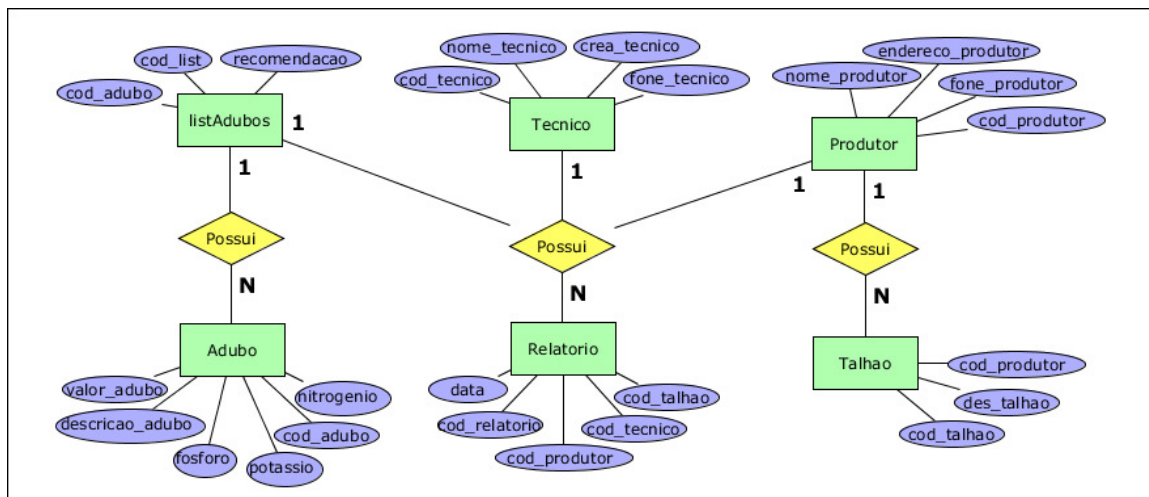 endereco_produtor
nome_tecnico
crea_tecnico
cod_list
recomendacao
nome_produtor
cod_tecnico
fone_tecnico
fone_produtor
cod_adubo
listAdubos
1
Tecnico
cod_produtor
Produtor
1
1
1
1
Possui
Possui
Possui
N
N
N
Adubo
Relatorio
Talhao
cod_produtor
valor_adubo
nitrogenio
data
cod_talhao
des_talhao
descricao_adubo
cod_adubo
cod_relatorio
cod_tecnico
cod_talhao
fosforo
potassio
cod_produtor